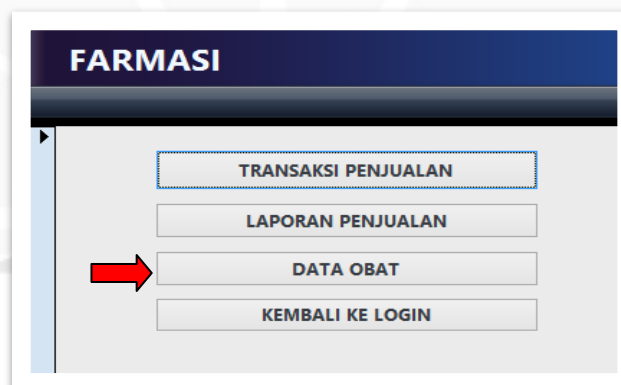 FARMASI
TRANSAKSI PENJUALAN
LAPORAN PENJUALAN
DATA OBAT
KEMBALI KE LOGIN